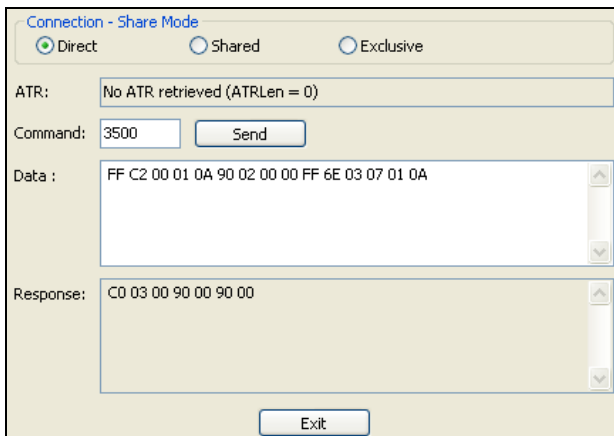 Connection - Share Mode
Direct Shared Exclusive
ATR: No ATR retrieved (ATRLen = 0)
Command: 3500 Send
Data : FF C2 00 01 0A 90 02 00 00 FF 6E 03 07 01 0A
Response: C0 03 00 90 00 90 00
Exit